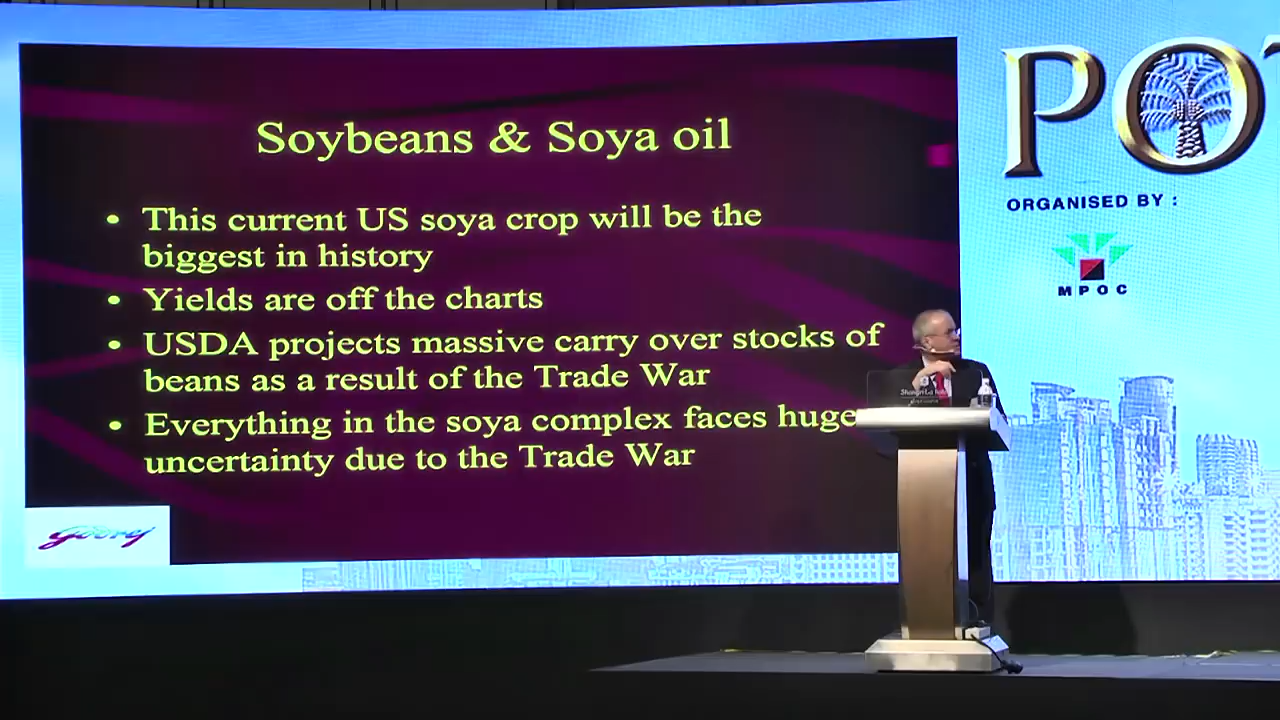 Soybeans & Soya oil
• This current US soya crop will be the
biggest in history
• Yields are off the charts
• USDA projects massive carry over stocks of
beans as a result of the Trade War
• Everything in the soya complex faces huge
uncertainty due to the Trade War
Godrej
PO
ORGANISED BY :
MPOC